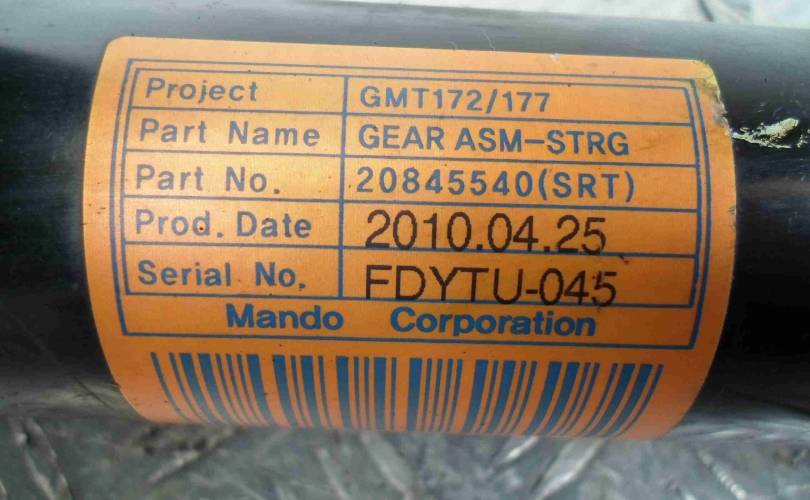 Project GMT172/177
Part Name GEAR ASM-STRG
Part No. 20845540(SRT)
Prod. Date 2010.04.25
Serial No. FDYTU-045
Mando Corporation